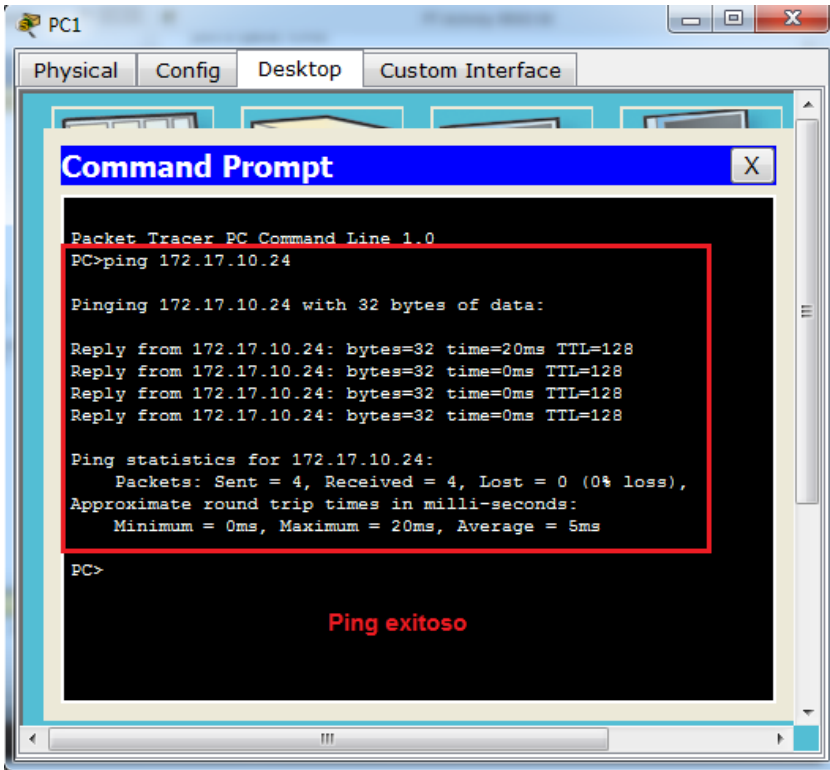 PC1
Physical Config Desktop Custom Interface
Command Prompt X
Packet Tracer PC Command Line 1.0
PC>ping 172.17.10.24
Pinging 172.17.10.24 with 32 bytes of data:
Reply from 172.17.10.24: bytes=32 time=20ms TTL=128
Reply from 172.17.10.24: bytes=32 time=0ms TTL=128
Reply from 172.17.10.24: bytes=32 time=0ms TTL=128
Reply from 172.17.10.24: bytes=32 time=0ms TTL=128
Ping statistics for 172.17.10.24:
Packets: Sent = 4, Received = 4, Lost = 0 (0% loss),
Approximate round trip times in milli-seconds:
Minimum = 0ms, Maximum = 20ms, Average = 5ms
PC>
Ping exitoso